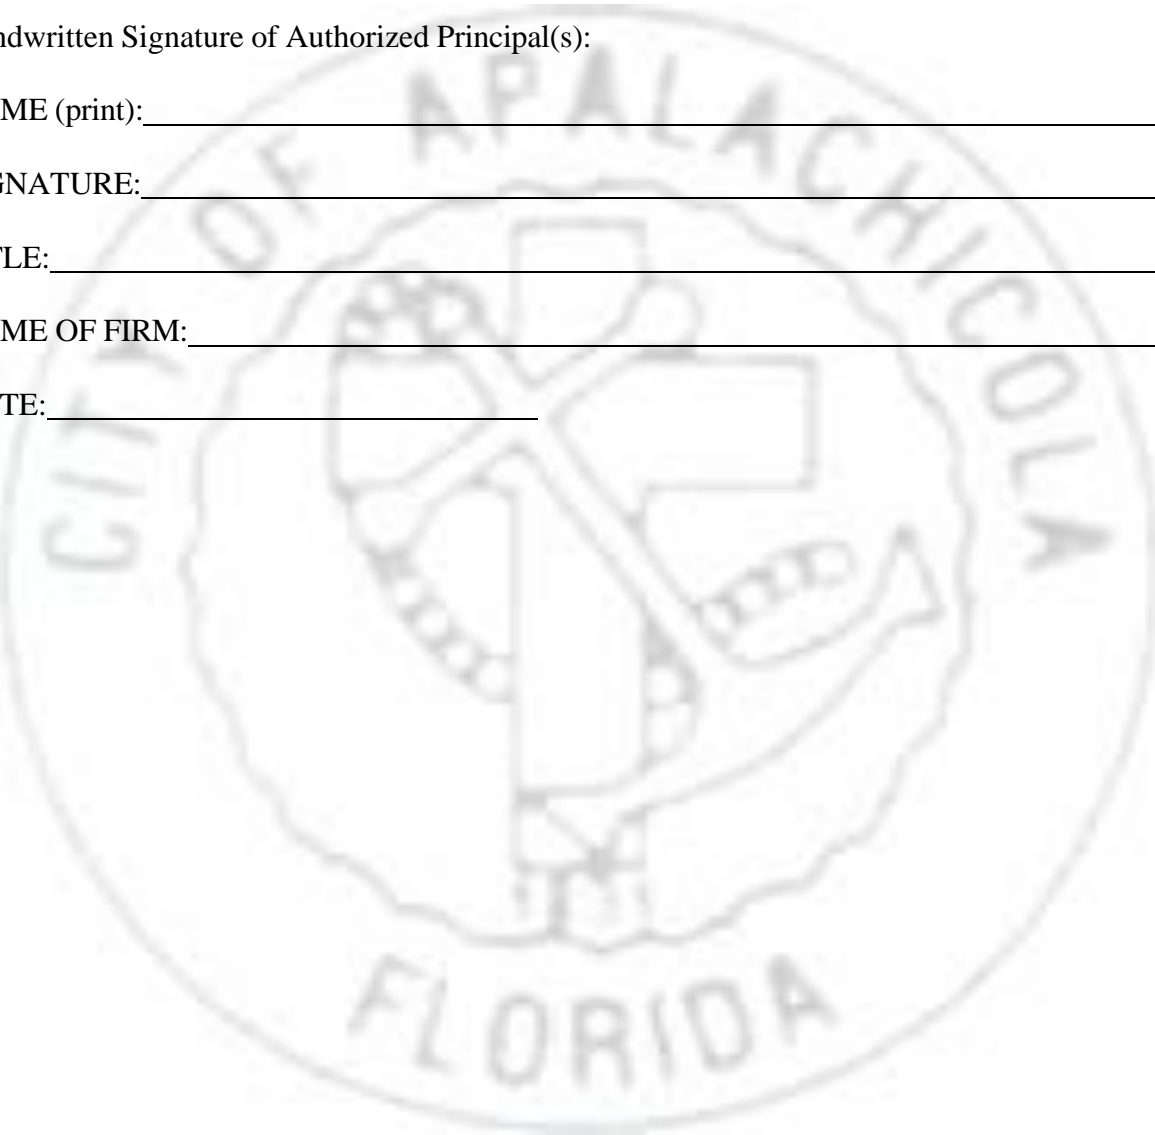 ndwritten Signature of Authorized Principal(s):
ME (print):
GNATURE:
TLE:
ME OF FIRM:
TE:
CITY OF APALACHICOLA
FLORIDA